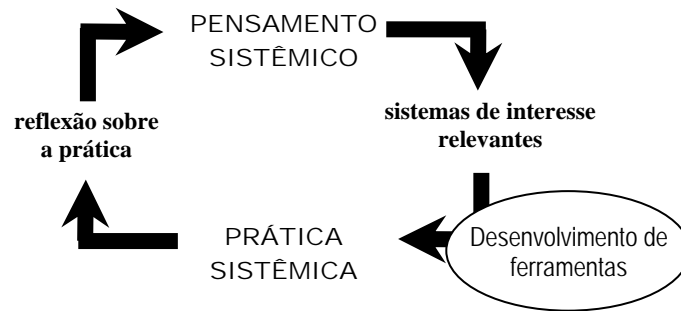 PENSAMENTO
SISTÊMICO
sistemas de interesse
relevantes
Desenvolvimento de
ferramentas
PRÁTICA
SISTÊMICA
reflexão sobre
a prática